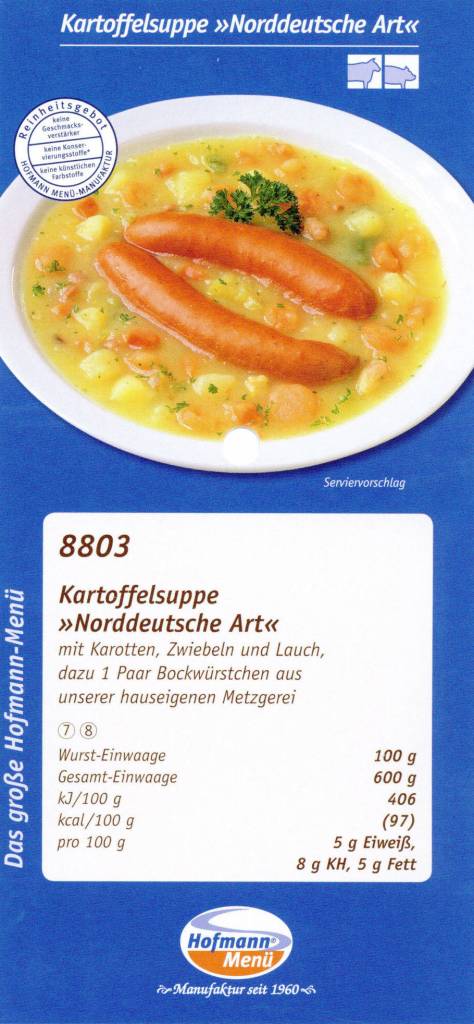 Kartoffelsuppe »Norddeutsche Art«
Reinheitsgebot
keine
Geschmacks-
verstärker
keine Konser-
vierungsstoffe*
keine künstlichen
Farbstoffe
HOFMANN MENÜ-MANUFAKTUR
Serviervorschlag
8803
Kartoffelsuppe
»Norddeutsche Art«
mit Karotten, Zwiebeln und Lauch,
dazu 1 Paar Bockwürstchen aus
unserer hauseigenen Metzgerei
7 8
Wurst-Einwaage 100 g
Gesamt-Einwaage 600 g
kJ/100 g 406
kcal/100 g (97)
pro 100 g 5 g Eiweiß,
8 g KH, 5 g Fett
Das große Hofmann-Menü
Hofmann®
Menü
Manufaktur seit 1960